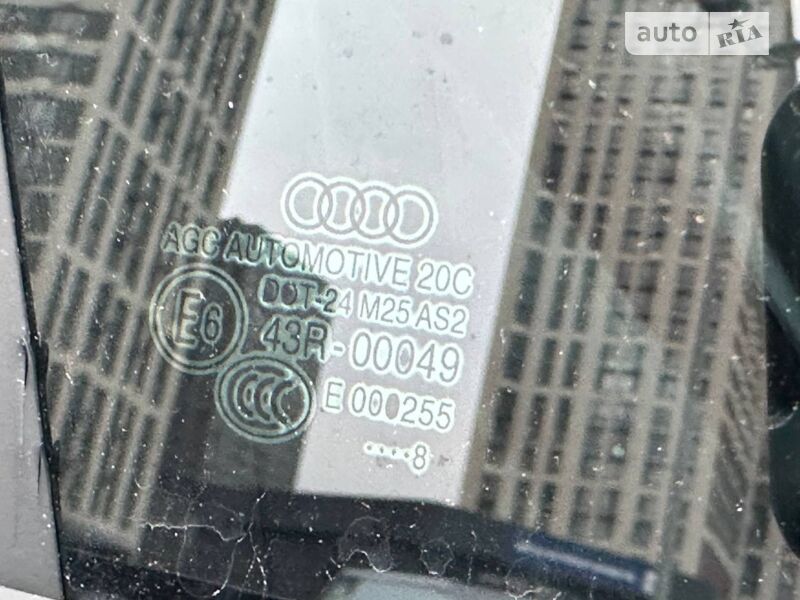 auto RIA
AGC AUTOMOTIVE 20C
DOT-24 M25 AS2
E6
43R-00049
CCC
E 000255
····8·